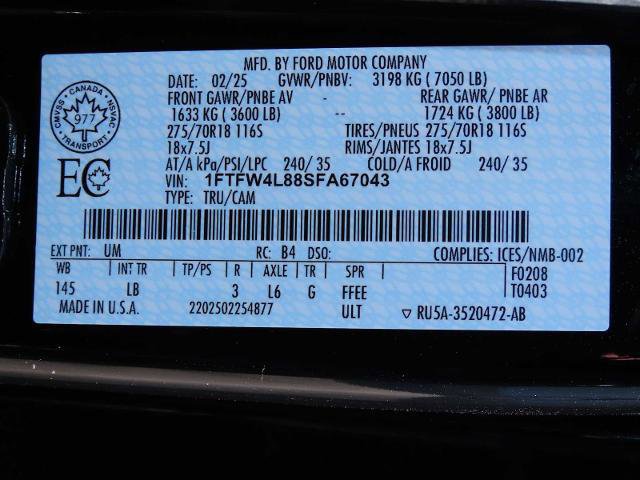 MFD. BY FORD MOTOR COMPANY
DATE: 02/25 GVWR/PNBV: 3198 KG ( 7050 LB)
FRONT GAWR/PNBE AV - REAR GAWR/ PNBE AR
1633 KG ( 3600 LB) -- 1724 KG ( 3800 LB)
275/70R18 116S TIRES/PNEUS 275/70R18 116S
18x7.5J RIMS/JANTES 18x7.5J
AT/A kPa/PSI/LPC 240/ 35 COLD/A FROID 240/ 35
VIN: 1FTFW4L88SFA67043
TYPE: TRU/CAM
CANADA
CMVSS NSVAC
977
TRANSPORT
EC
EXT PNT: UM RC: B4 DSO: COMPLIES: ICES/NMB-002
WB INT TR TP/PS R AXLE TR SPR F0208
145 LB 3 L6 G FFEE T0403
MADE IN U.S.A. 2202502254877 ULT ▽ RU5A-3520472-AB